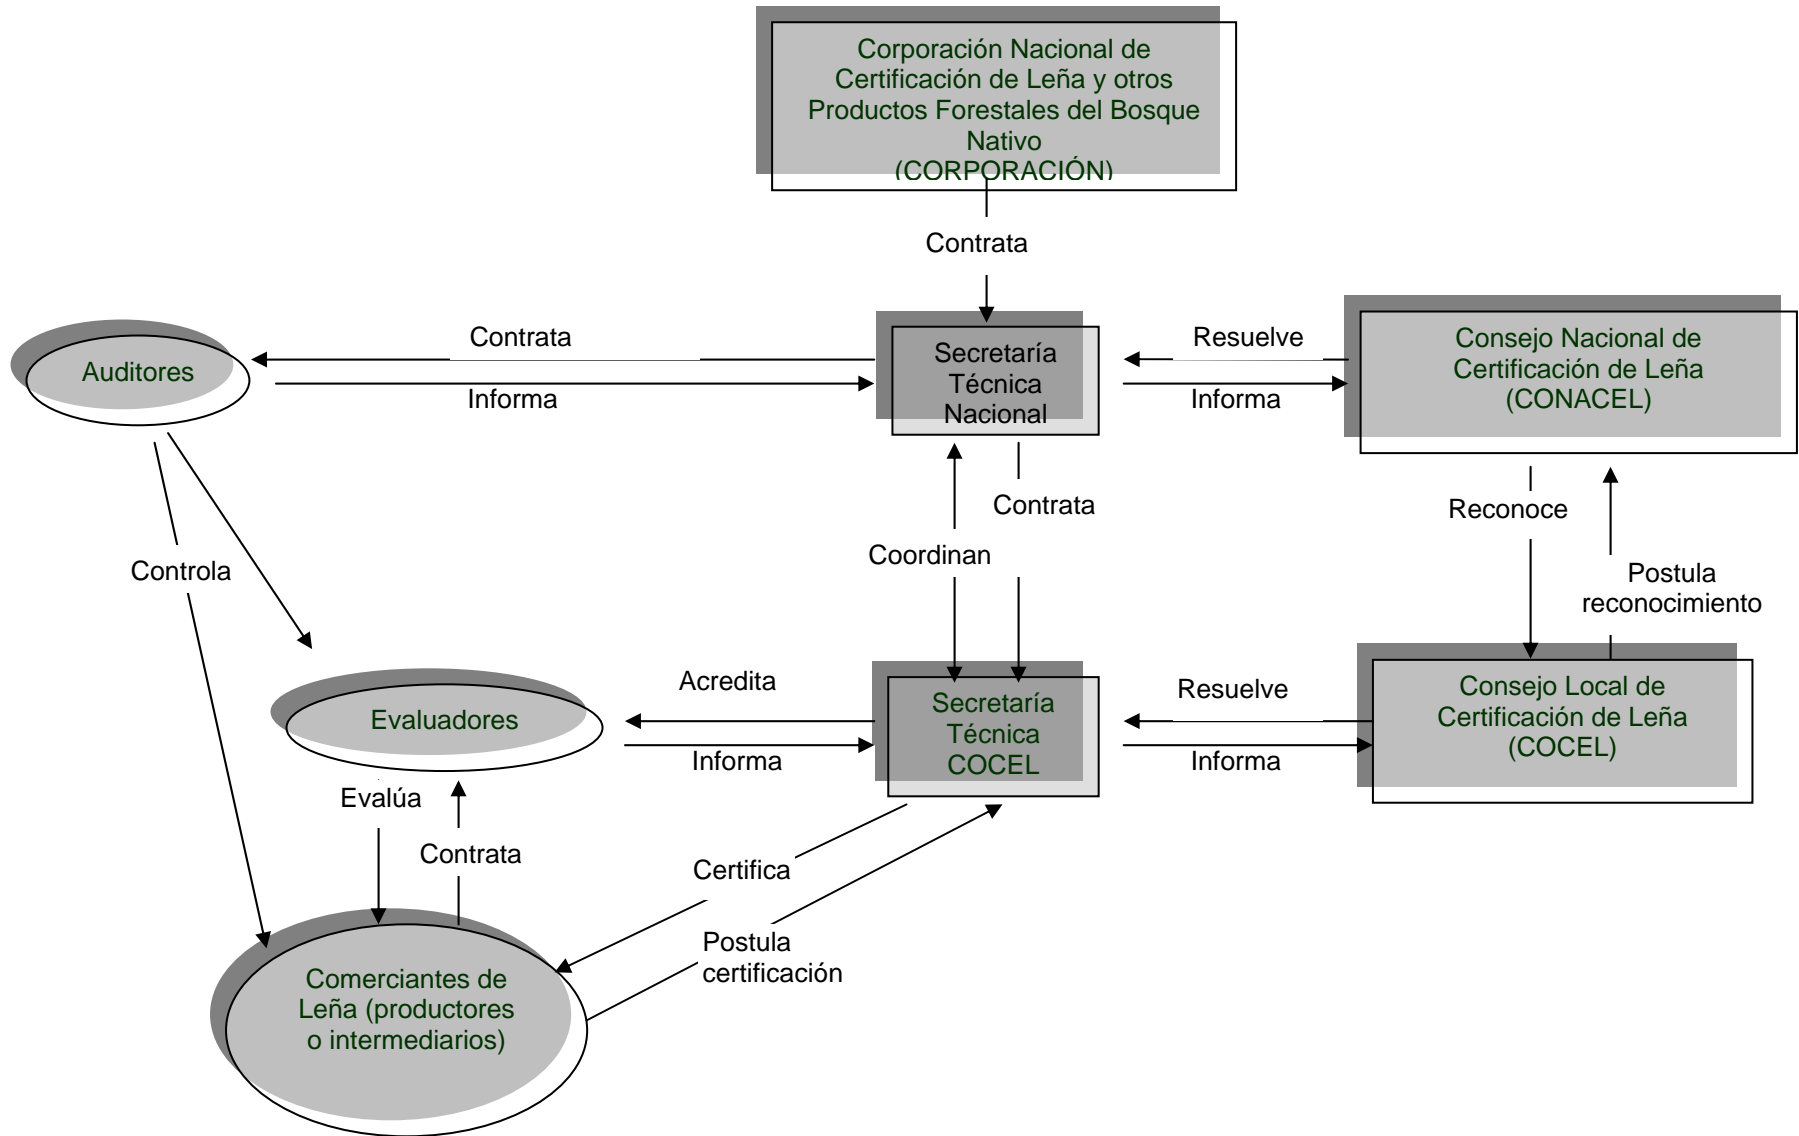 Corporación Nacional de
Certificación de Leña y otros
Productos Forestales del Bosque
Nativo
(CORPORACIÓN)
Contrata
Auditores
Contrata
Informa
Secretaría
Técnica
Nacional
Resuelve
Informa
Consejo Nacional de
Certificación de Leña
(CONACEL)
Controla
Coordinan
Contrata
Reconoce
Postula
reconocimiento
Evaluadores
Acredita
Informa
Secretaría
Técnica
COCEL
Resuelve
Informa
Consejo Local de
Certificación de Leña
(COCEL)
Evalúa
Contrata
Certifica
Postula
certificación
Comerciantes de
Leña (productores
o intermediarios)